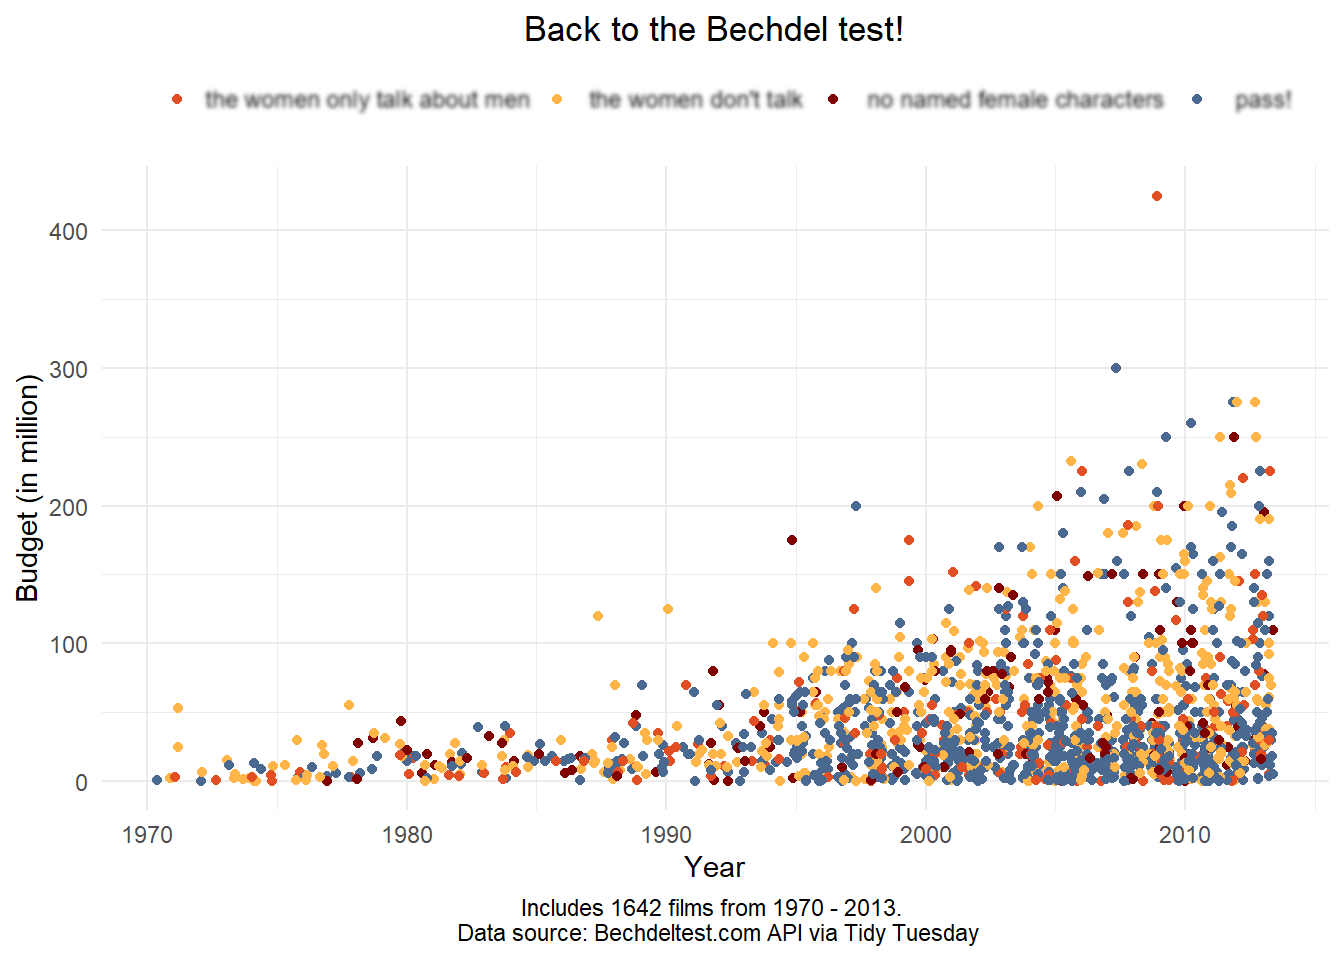 Back to the Bechdel test!
the women only talk about men the women don't talk no named female characters pass!
400
300
200
100
0
Budget (in million)
1970 1980 1990 2000 2010
Year
Includes 1642 films from 1970 - 2013.
Data source: Bechdeltest.com API via Tidy Tuesday